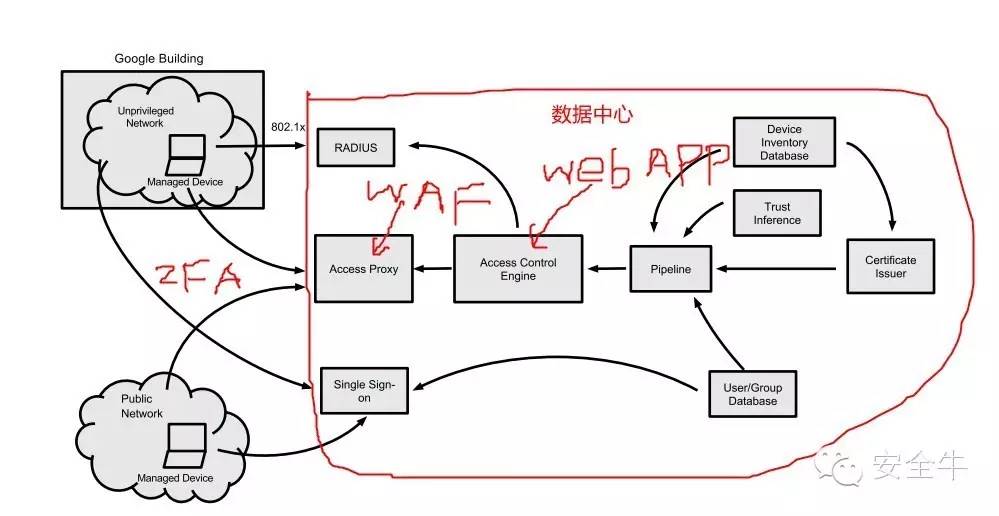 Google Building
Unprivileged
Network
Managed Device
802.1x
数据中心
RADIUS
Device
Inventory
Database
WAF
web APP
Trust
Inference
Access Proxy
Access Control
Engine
Pipeline
Certificate
Issuer
2FA
Single Sign-
on
User/Group
Database
Public
Network
Managed Device
安全牛